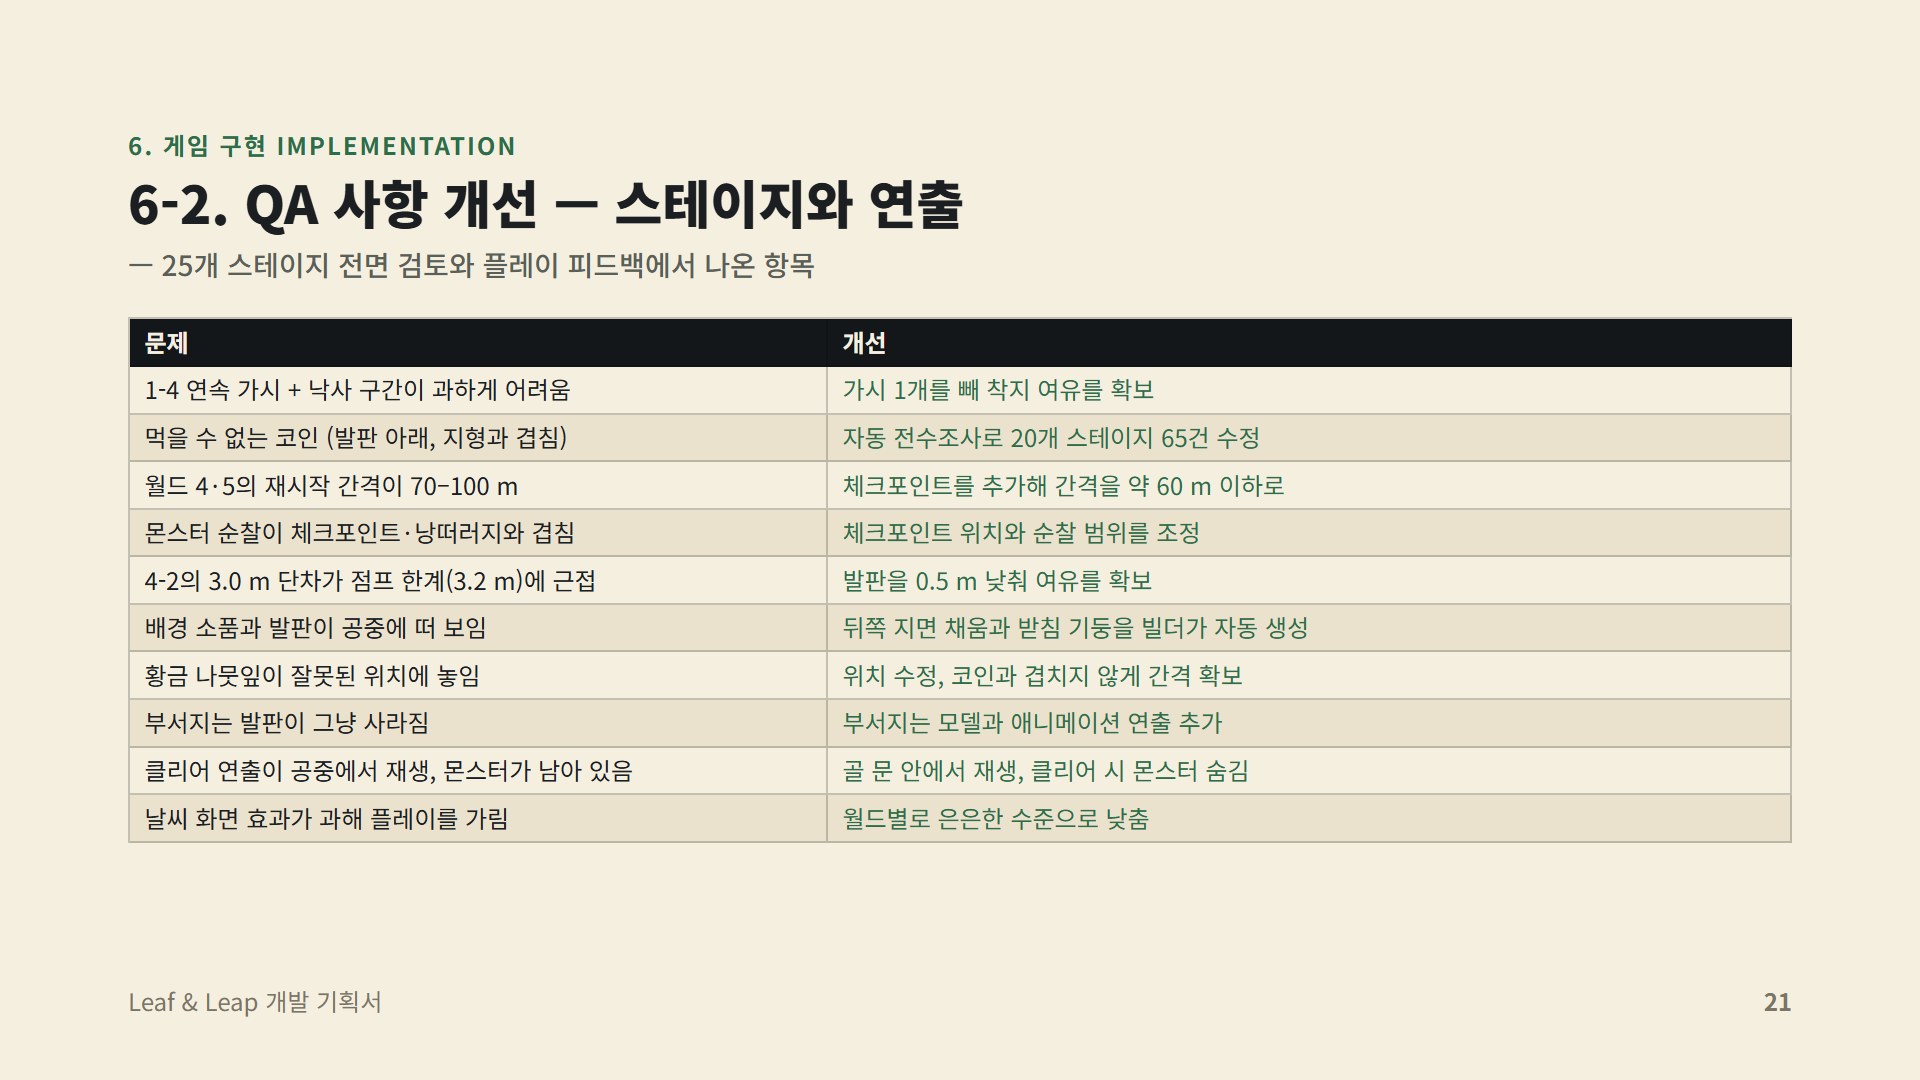 6. 게임 구현 IMPLEMENTATION
6-2. QA 사항 개선 — 스테이지와 연출
— 25개 스테이지 전면 검토와 플레이 피드백에서 나온 항목
문제 개선
1-4 연속 가시 + 낙사 구간이 과하게 어려움 가시 1개를 빼 착지 여유를 확보
먹을 수 없는 코인 (발판 아래, 지형과 겹침) 자동 전수조사로 20개 스테이지 65건 수정
월드 4·5의 재시작 간격이 70–100 m 체크포인트를 추가해 간격을 약 60 m 이하로
몬스터 순찰이 체크포인트·낭떠러지와 겹침 체크포인트 위치와 순찰 범위를 조정
4-2의 3.0 m 단차가 점프 한계(3.2 m)에 근접 발판을 0.5 m 낮춰 여유를 확보
배경 소품과 발판이 공중에 떠 보임 뒤쪽 지면 채움과 받침 기둥을 빌더가 자동 생성
황금 나뭇잎이 잘못된 위치에 놓임 위치 수정, 코인과 겹치지 않게 간격 확보
부서지는 발판이 그냥 사라짐 부서지는 모델과 애니메이션 연출 추가
클리어 연출이 공중에서 재생, 몬스터가 남아 있음 골 문 안에서 재생, 클리어 시 몬스터 숨김
날씨 화면 효과가 과해 플레이를 가림 월드별로 은은한 수준으로 낮춤
Leaf & Leap 개발 기획서 21